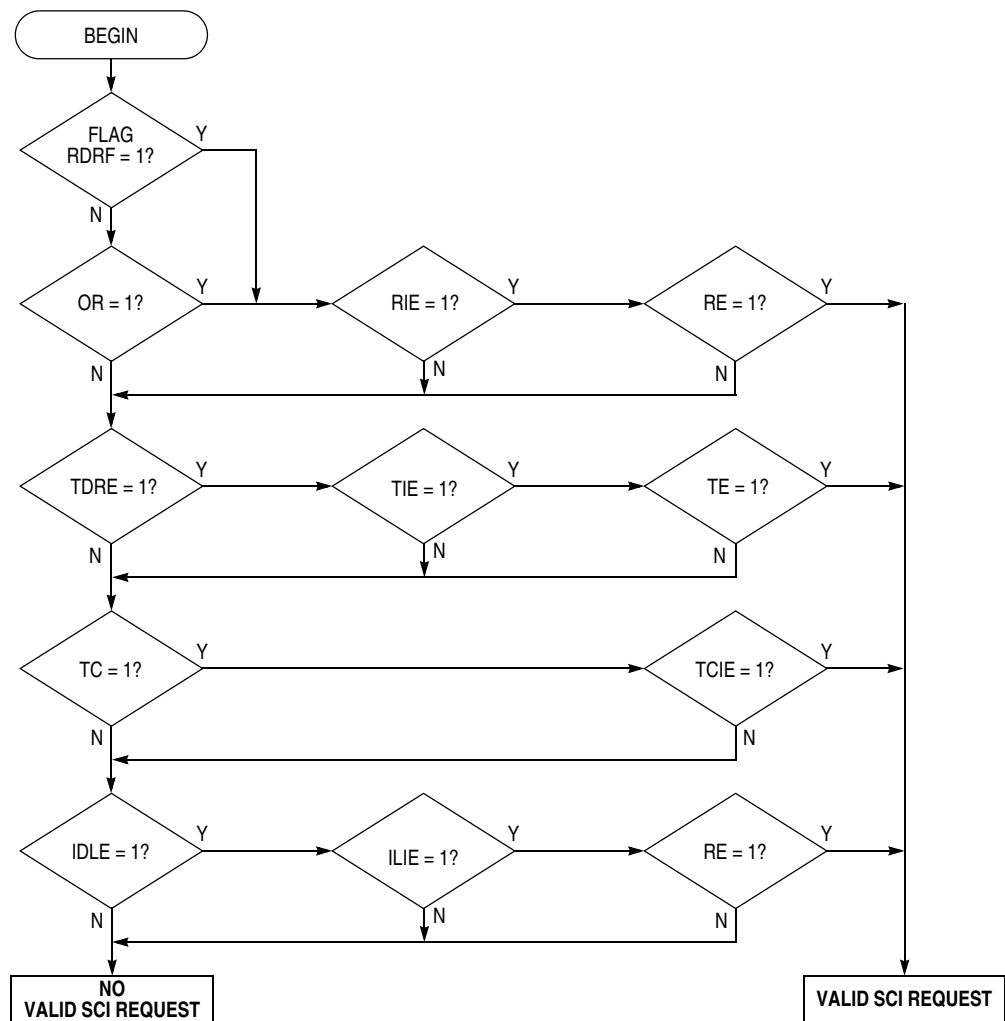 BEGIN
FLAG
RDRF = 1?
Y
N
OR = 1?
Y
RIE = 1?
Y
RE = 1?
Y
N
N
N
TDRE = 1?
Y
TIE = 1?
Y
TE = 1?
Y
N
N
N
TC = 1?
Y
TCIE = 1?
Y
N
N
IDLE = 1?
Y
ILIE = 1?
Y
RE = 1?
Y
N
N
N
NO
VALID SCI REQUEST
VALID SCI REQUEST